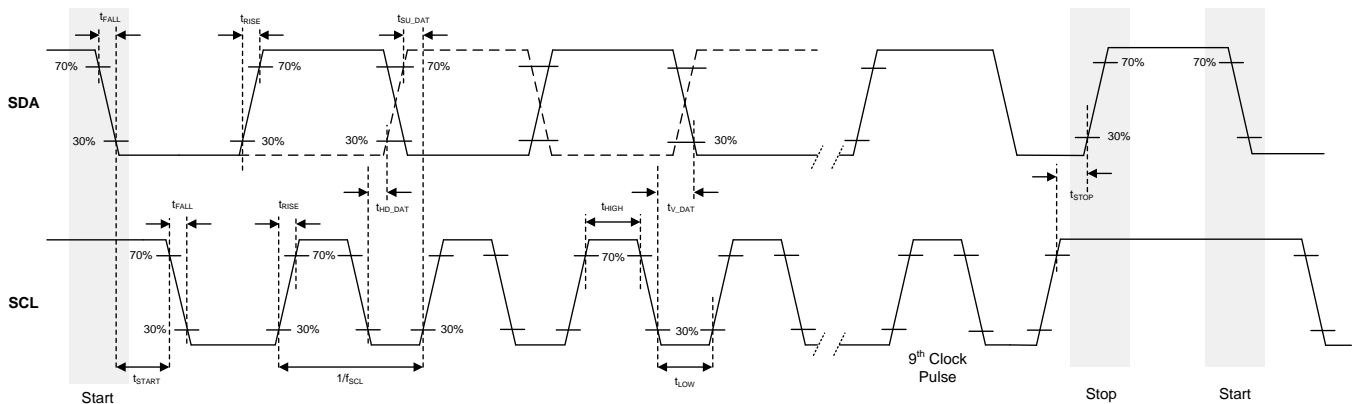 tFALL
tRISE
tSU_DAT
70%
70%
70%
70%
70%
SDA
30%
30%
30%
30%
30%
tFALL
tRISE
tHD_DAT
tHIGH
tV_DAT
tSTOP
70%
70%
70%
SCL
30%
30%
30%
30%
tSTART
1/fSCL
tLOW
9th Clock
Pulse
Start
Stop
Start